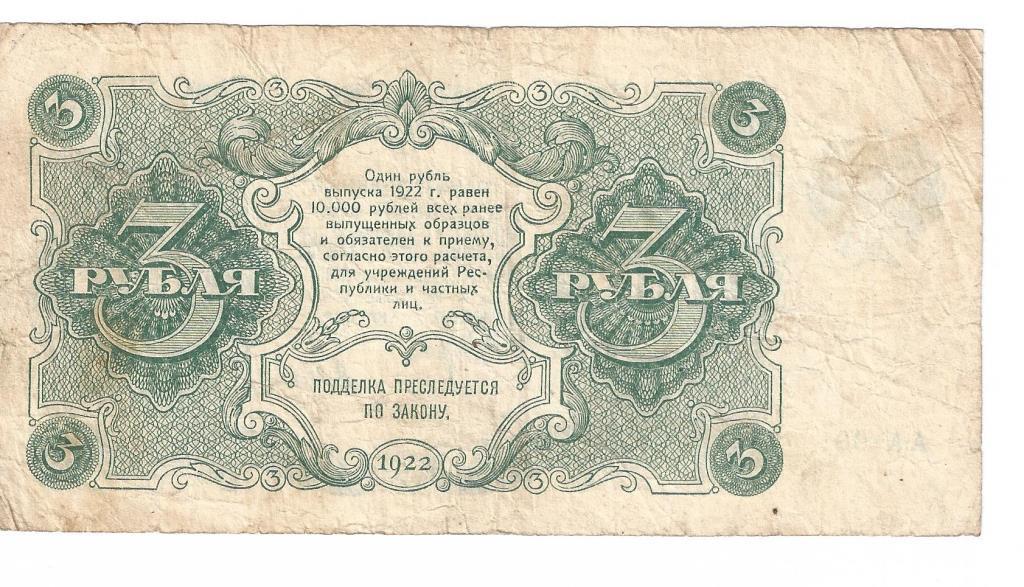 3 3 3 3
Один рубль
выпуска 1922 г. равен
10.000 рублей всех ранее
выпущенных образцов
и обязателен к приему,
согласно этого расчета,
для учреждений Рес-
публики и частных
лиц.
3 3
РУБЛЯ РУБЛЯ
ПОДДЕЛКА ПРЕСЛЕДУЕТСЯ
ПО ЗАКОНУ.
3 3
1922
3 3